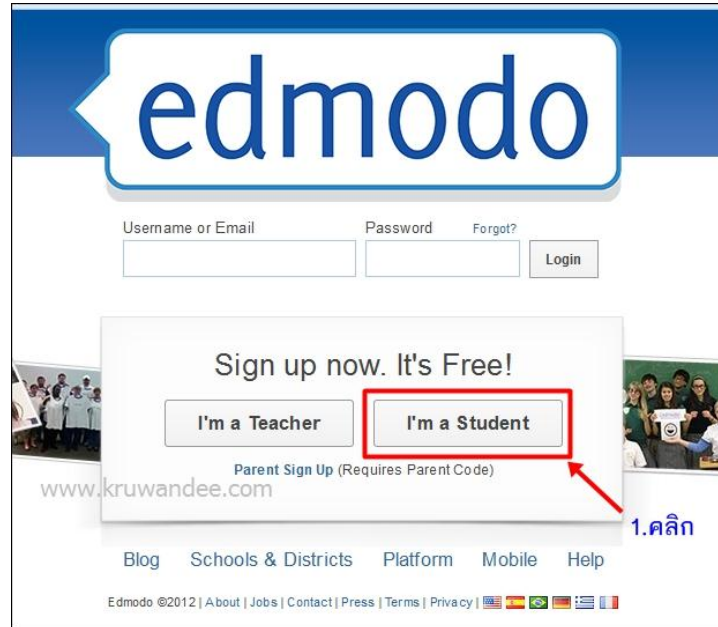 edmodo
Username or Email Password Forgot?
Login
Sign up now. It's Free!
I'm a Teacher I'm a Student
Parent Sign Up (Requires Parent Code)
www.kruwandee.com
1.คลิก
Blog Schools & Districts Platform Mobile Help
Edmodo ©2012 | About | Jobs | Contact | Press | Terms | Privacy |